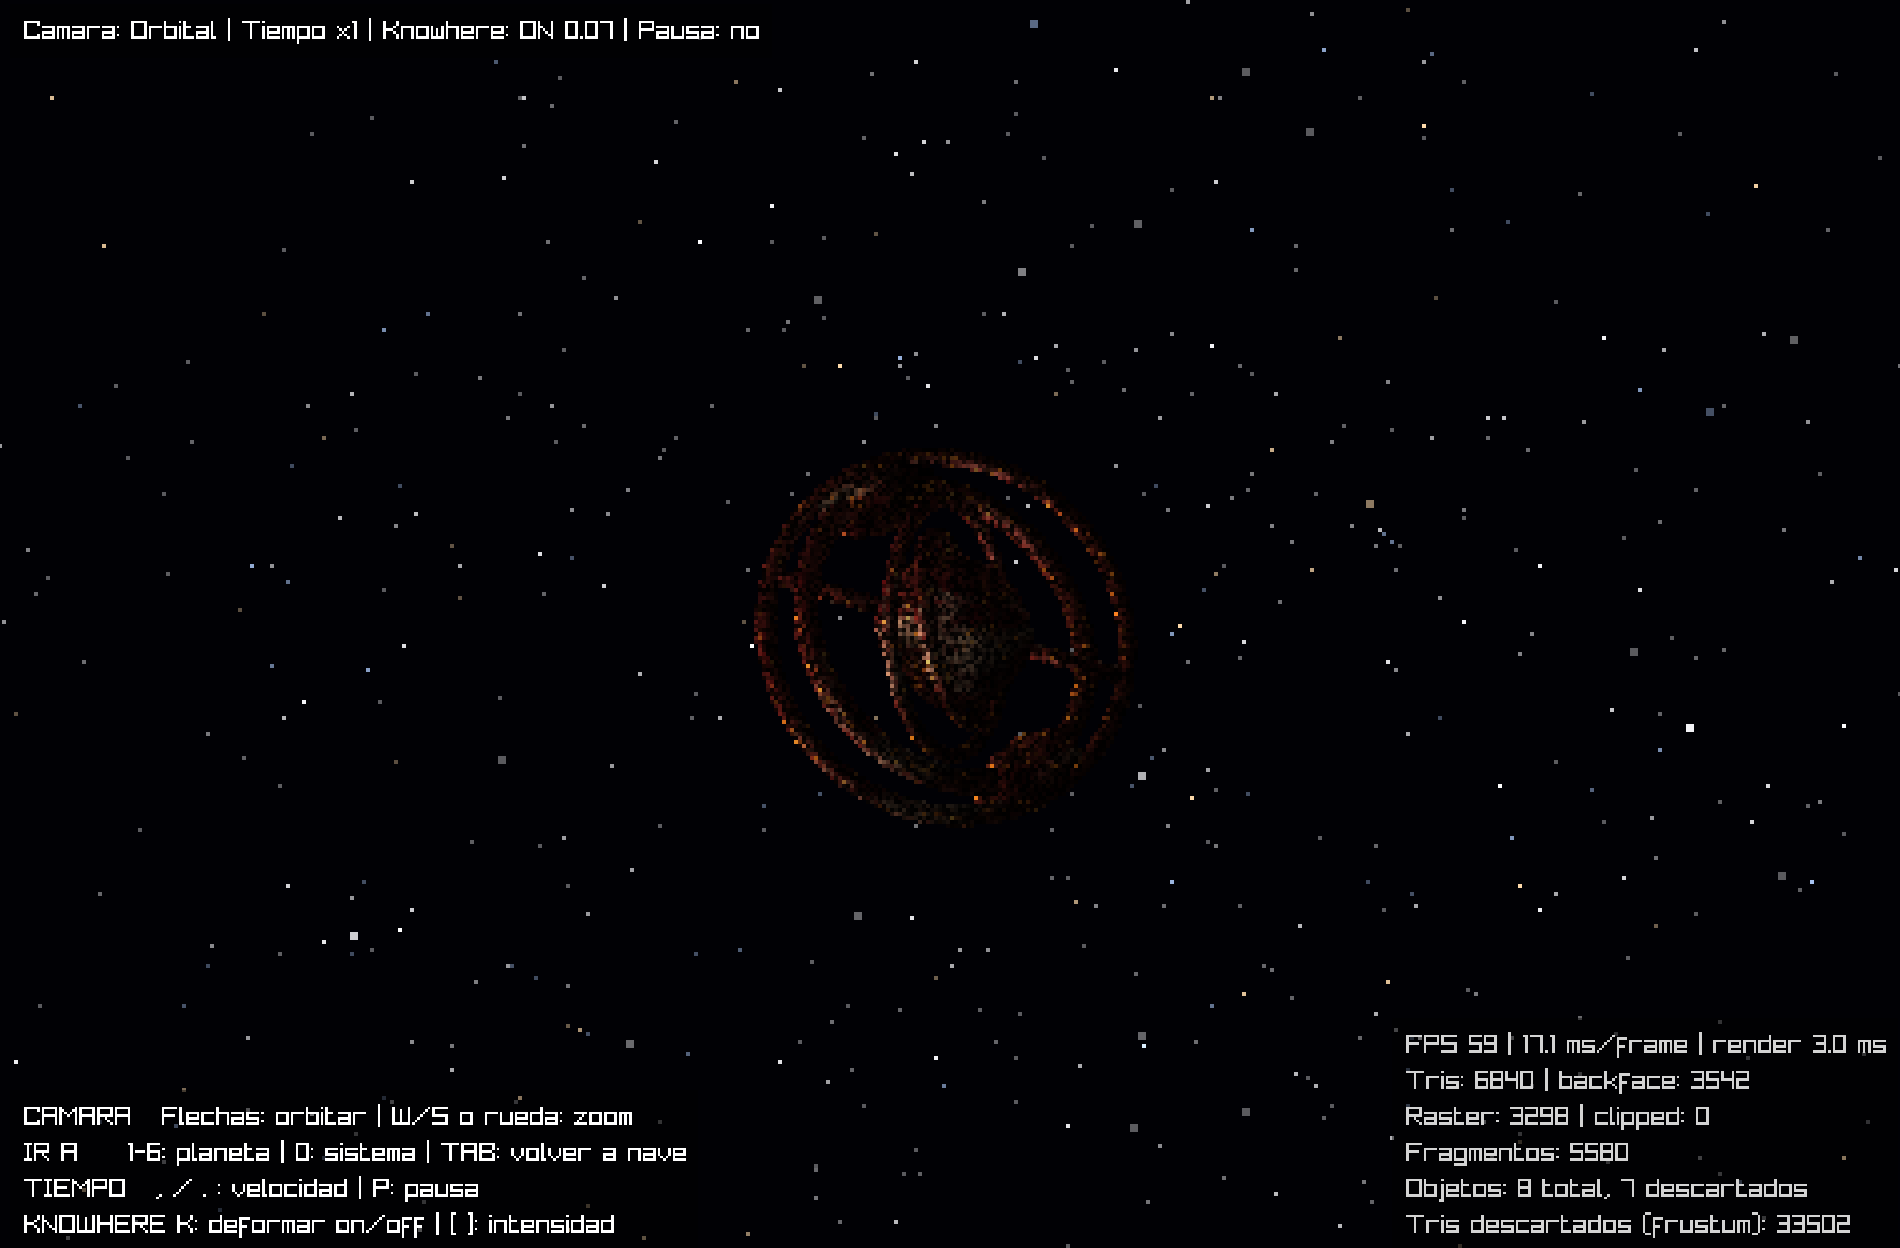 Camara: Orbital | Tiempo x1 | Knowhere: ON 0.07 | Pausa: no
FPS 59 | 17.1 ms/frame | render 3.0 ms
Tris: 6840 | backface: 3542
Raster: 3298 | clipped: 0
Fragmentos: 5580
Objetos: 8 total, 7 descartados
Tris descartados (frustum): 33502
CAMARA Flechas: orbitar | W/S o rueda: zoom
IR A 1-6: planeta | 0: sistema | TAB: volver a nave
TIEMPO , / . : velocidad | P: pausa
KNOWHERE K: deformar on/off | [ ]: intensidad